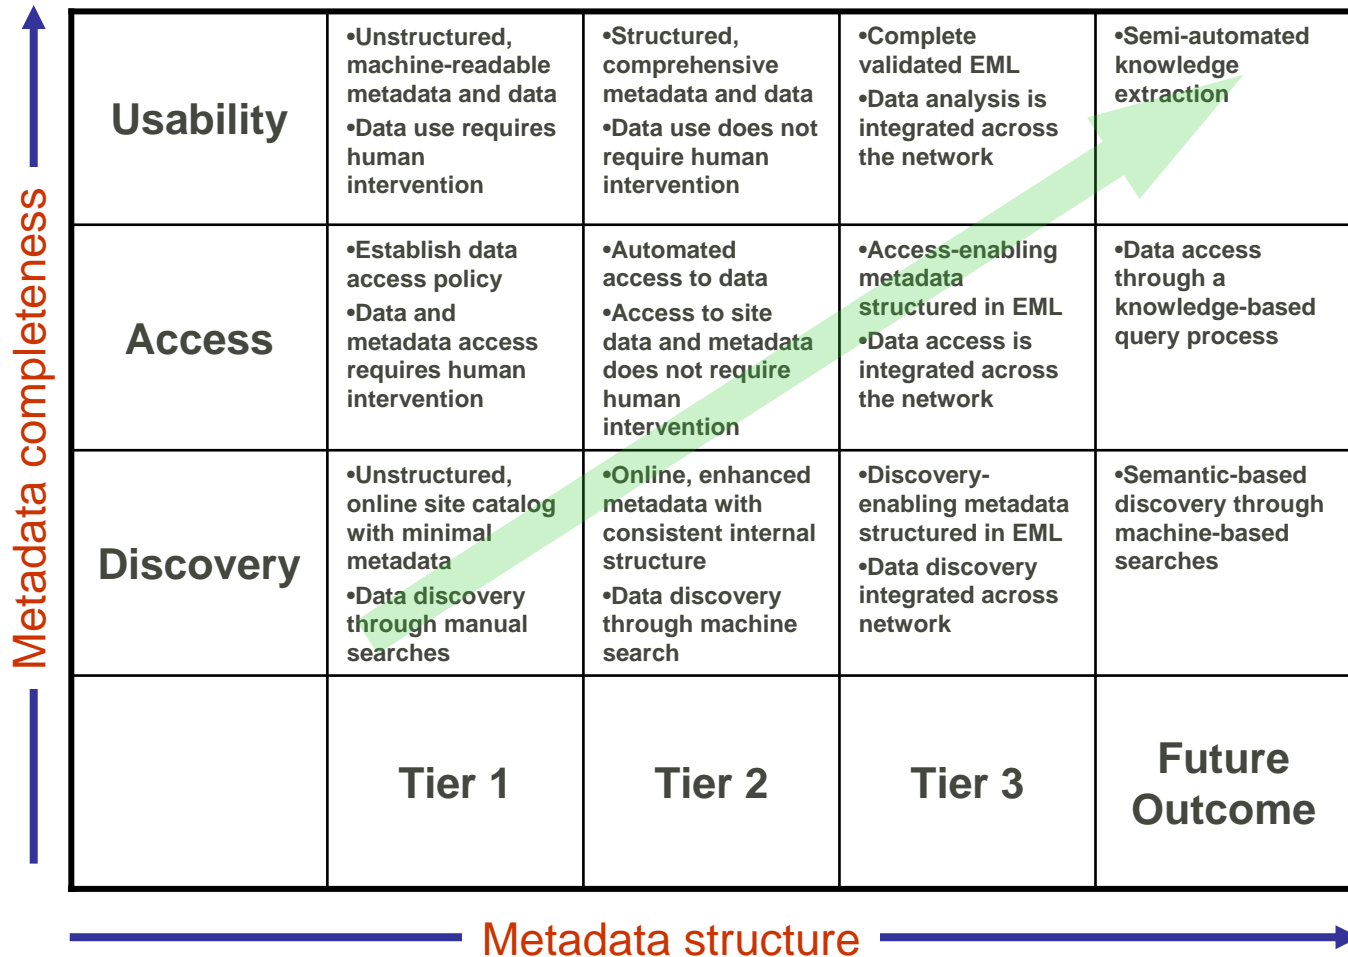 Metadata completeness
Usability
•Unstructured,
machine-readable
metadata and data
•Data use requires
human
intervention
•Structured,
comprehensive
metadata and data
•Data use does not
require human
intervention
•Complete
validated EML
•Data analysis is
integrated across
the network
•Semi-automated
knowledge
extraction
Access
•Establish data
access policy
•Data and
metadata access
requires human
intervention
•Automated
access to data
•Access to site
data and metadata
does not require
human
intervention
•Access-enabling
metadata
structured in EML
•Data access is
integrated across
the network
•Data access
through a
knowledge-based
query process
Discovery
•Unstructured,
online site catalog
with minimal
metadata
•Data discovery
through manual
searches
•Online, enhanced
metadata with
consistent internal
structure
•Data discovery
through machine
search
•Discovery-
enabling metadata
structured in EML
•Data discovery
integrated across
network
•Semantic-based
discovery through
machine-based
searches
Tier 1
Tier 2
Tier 3
Future
Outcome
Metadata structure